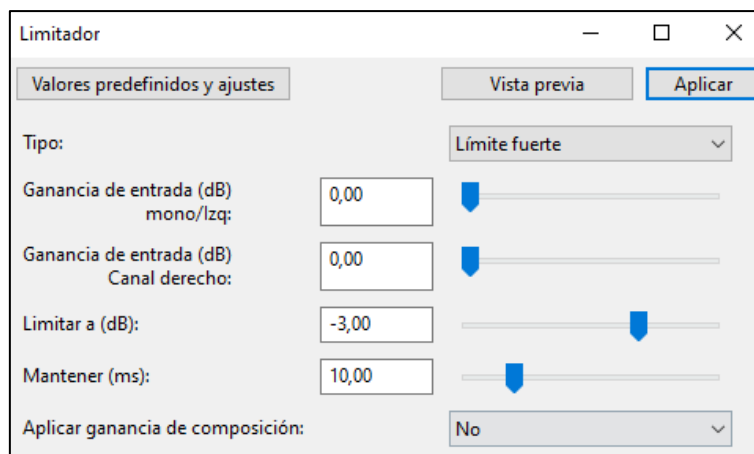 Limitador
Valores predefinidos y ajustes
Vista previa
Aplicar
Tipo:
Límite fuerte
Ganancia de entrada (dB)
mono/Izq:
0,00
Ganancia de entrada (dB)
Canal derecho:
0,00
Limitar a (dB):
-3,00
Mantener (ms):
10,00
Aplicar ganancia de composición:
No